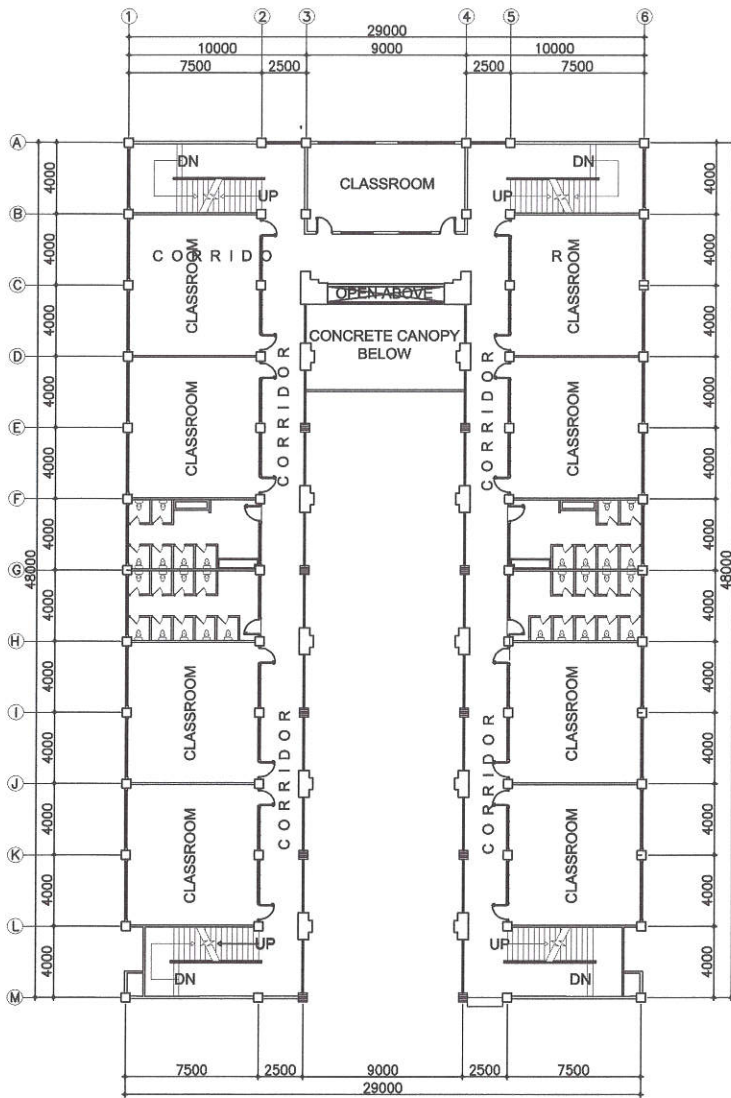 1 2 3 4 5 6
29000
10000 9000 10000
7500 2500 2500 7500
A
4000 4000
DN DN
CLASSROOM
UP UP
B
4000 4000
CORRIDO R
CLASSROOM CLASSROOM
C
OPEN ABOVE
4000 4000
CONCRETE CANOPY
BELOW
D
CORRIDOR CORRIDOR
4000 4000
CLASSROOM CLASSROOM
E
4000 4000
F
4000 4000
G
48000 48000
4000 4000
H
4000 4000
CLASSROOM CLASSROOM
I
CORRIDOR CORRIDOR
4000 4000
J
4000 4000
CLASSROOM CLASSROOM
K
4000 4000
L
UP UP
4000 4000
DN DN
M
7500 2500 9000 2500 7500
29000